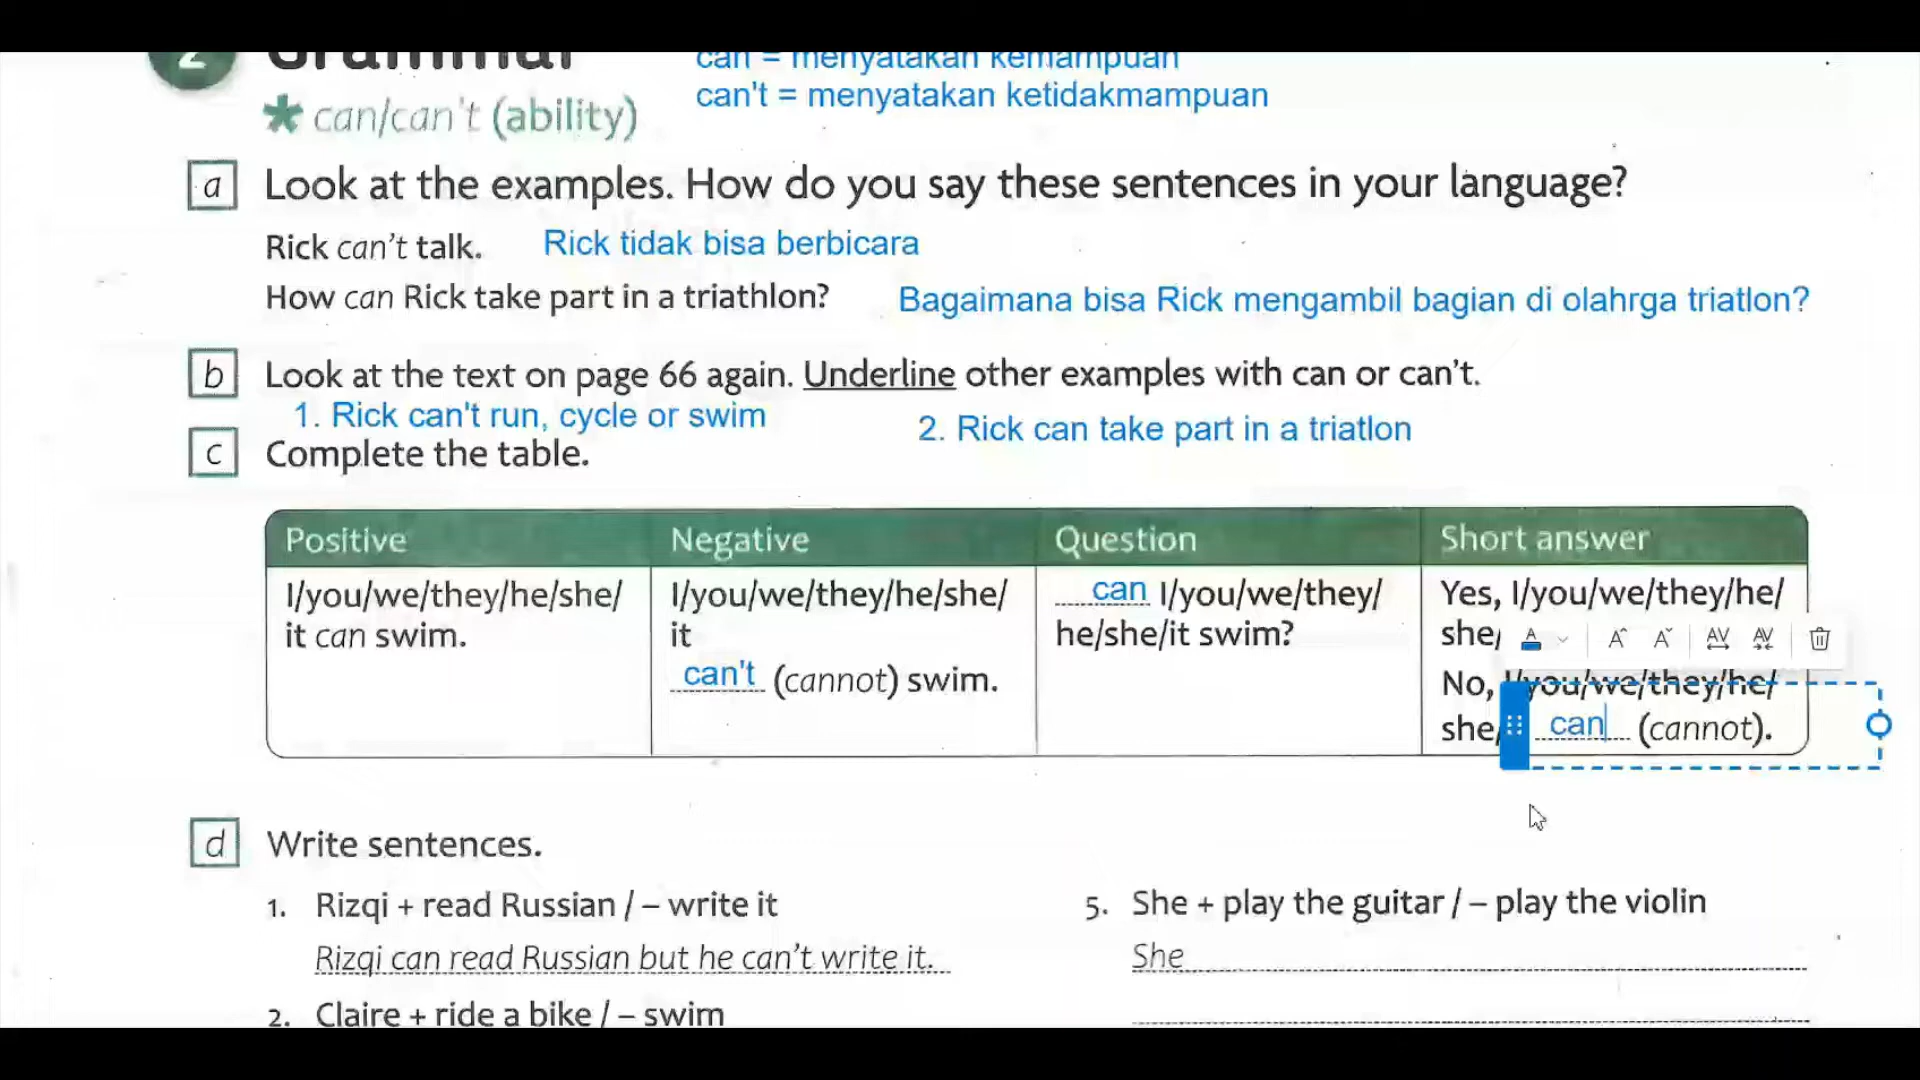 2 Grammar
can = menyatakan kemampuan
* can/can't (ability)
can't = menyatakan ketidakmampuan
a Look at the examples. How do you say these sentences in your language?
Rick can't talk. Rick tidak bisa berbicara
How can Rick take part in a triathlon? Bagaimana bisa Rick mengambil bagian di olahrga triatlon?
b Look at the text on page 66 again. Underline other examples with can or can't.
1. Rick can't run, cycle or swim 2. Rick can take part in a triatlon
c Complete the table.
Positive Negative Question Short answer
I/you/we/they/he/she/
it can swim.
I/you/we/they/he/she/
it
can't (cannot) swim.
can I/you/we/they/
he/she/it swim?
Yes, I/you/we/they/he/
she/
No, I/you/we/they/he/
she/ can (cannot).
d Write sentences.
1. Rizqi + read Russian / – write it
Rizqi can read Russian but he can't write it.
2. Claire + ride a bike / – swim
5. She + play the guitar / – play the violin
She